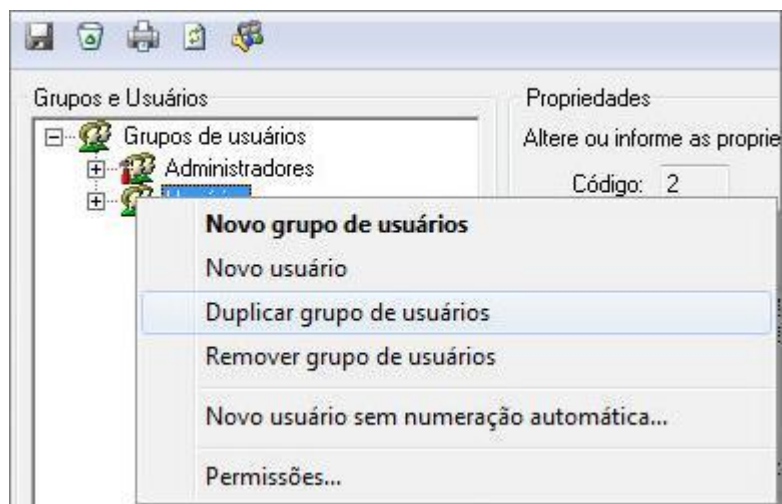 Grupos e Usuários
Grupos de usuários
Administradores
Propriedades
Altere ou informe as proprie
Código: 2
Novo grupo de usuários
Novo usuário
Duplicar grupo de usuários
Remover grupo de usuários
Novo usuário sem numeração automática...
Permissões...